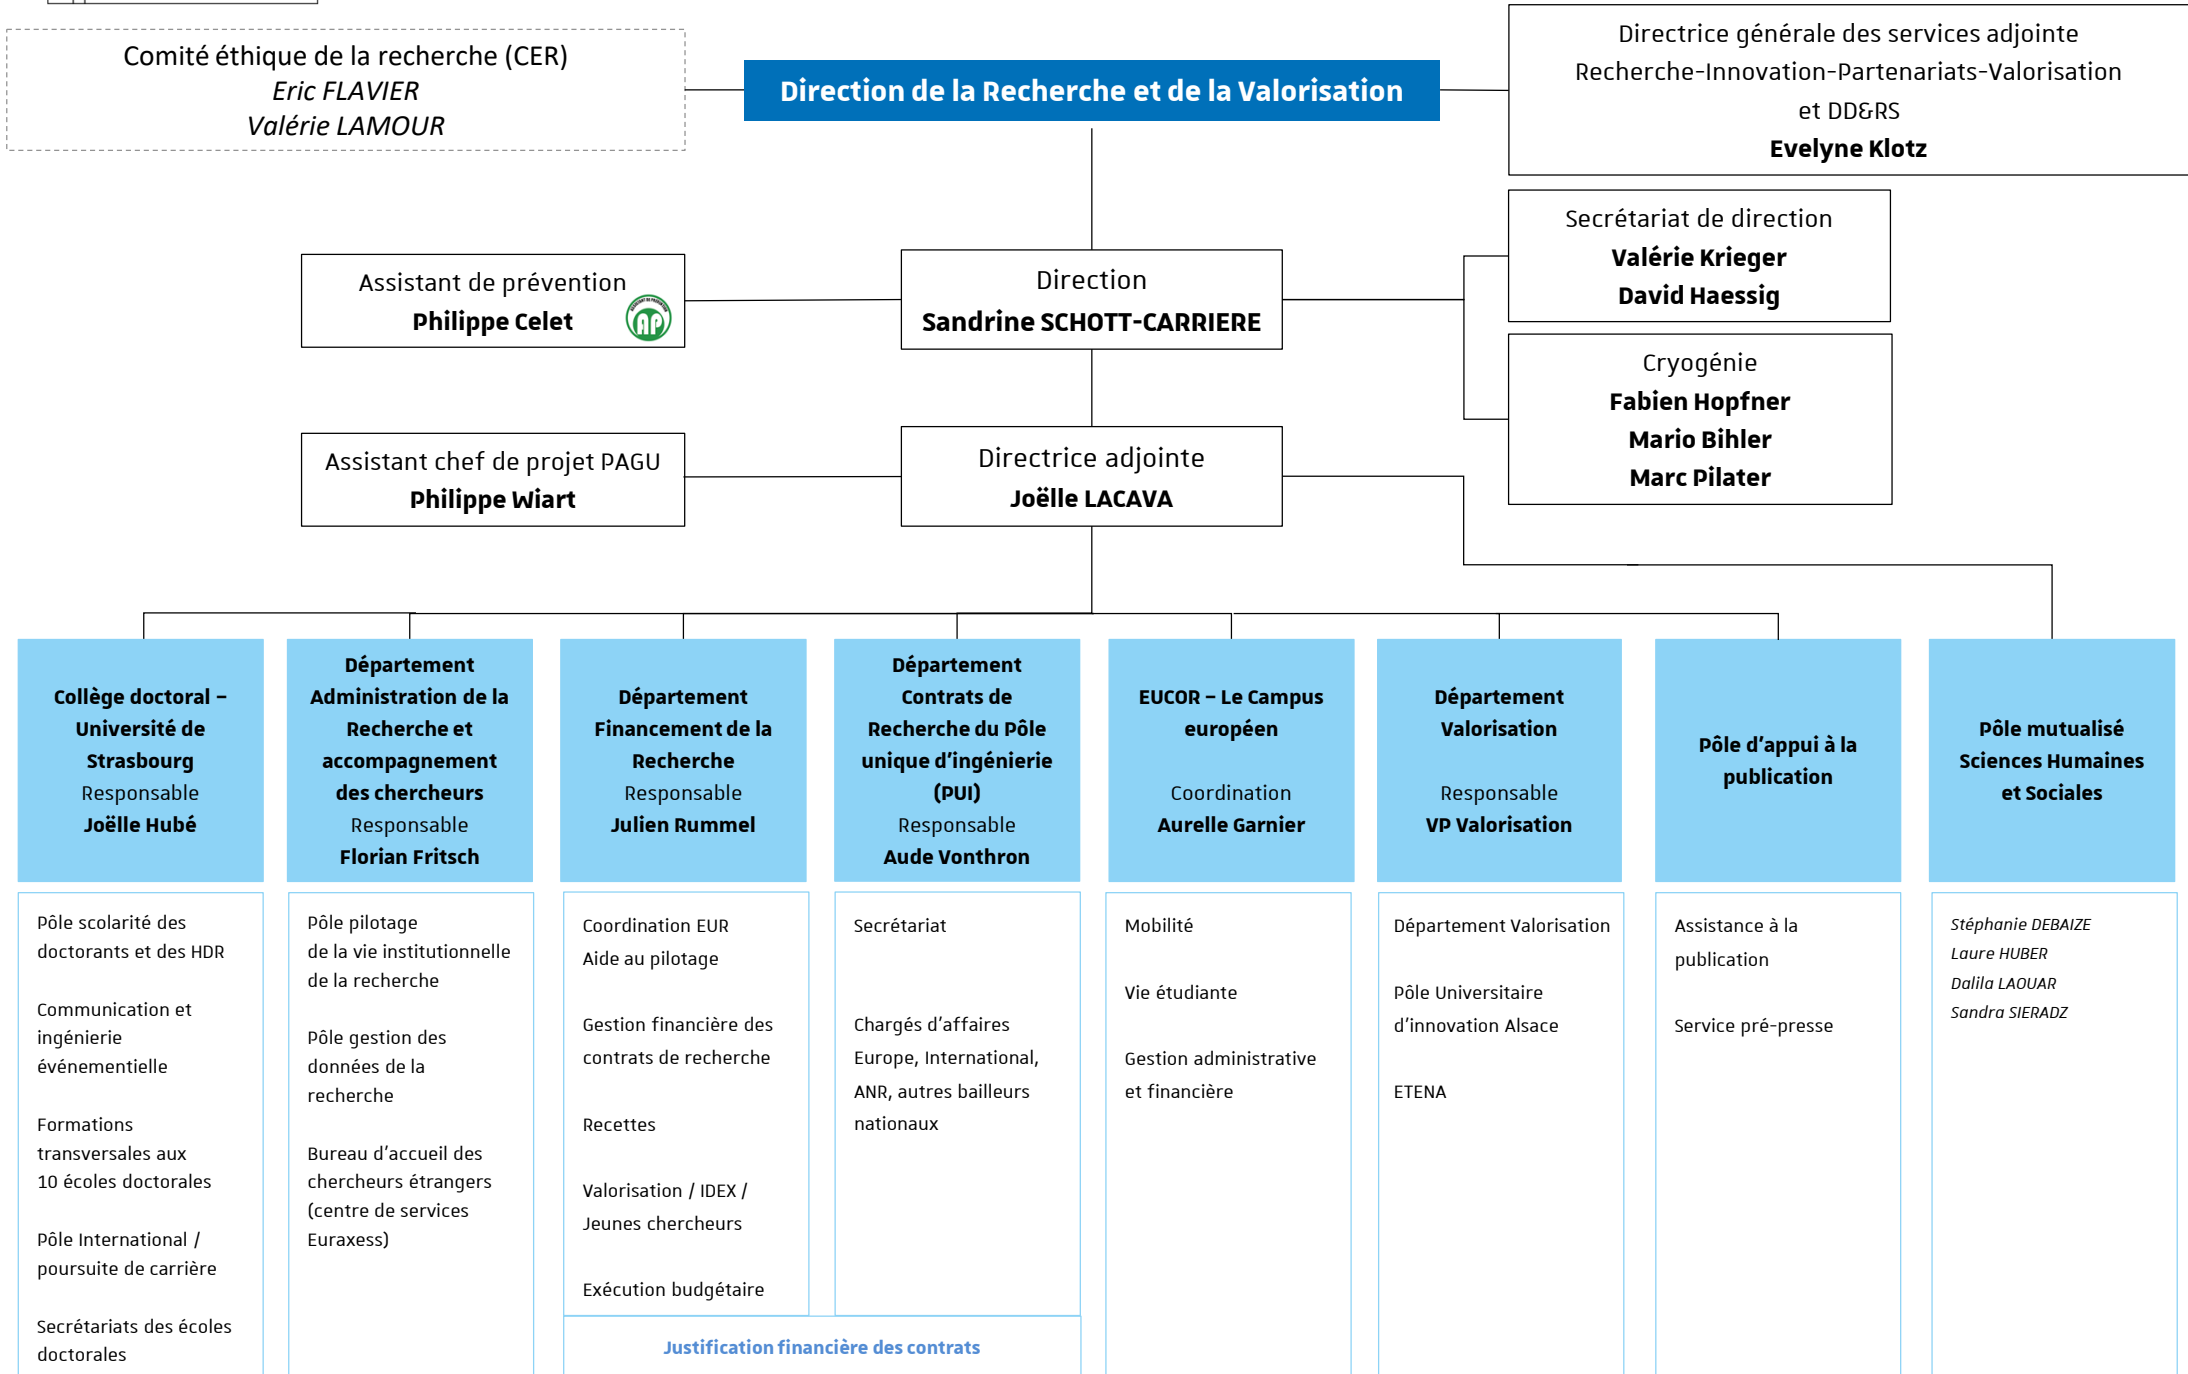 Comité éthique de la recherche (CER)
Eric FLAVIER
Valérie LAMOUR
Direction de la Recherche et de la Valorisation
Directrice générale des services adjointe
Recherche-Innovation-Partenariats-Valorisation
et DD&RS
Evelyne Klotz
Secrétariat de direction
Valérie Krieger
David Haessig
Assistant de prévention
Philippe Celet
ASSISTANT DE PRÉVENTION
AP
Direction
Sandrine SCHOTT-CARRIERE
Cryogénie
Fabien Hopfner
Mario Bihler
Marc Pilater
Assistant chef de projet PAGU
Philippe Wiart
Directrice adjointe
Joëlle LACAVA
Collège doctoral –
Université de
Strasbourg
Responsable
Joëlle Hubé
Département
Administration de la
Recherche et
accompagnement
des chercheurs
Responsable
Florian Fritsch
Département
Financement de la
Recherche
Responsable
Julien Rummel
Département
Contrats de
Recherche du Pôle
unique d'ingénierie
(PUI)
Responsable
Aude Vonthron
EUCOR – Le Campus
européen
Coordination
Aurelle Garnier
Département
Valorisation
Responsable
VP Valorisation
Pôle d'appui à la
publication
Pôle mutualisé
Sciences Humaines
et Sociales
Pôle scolarité des
doctorants et des HDR
Communication et
ingénierie
événementielle
Formations
transversales aux
10 écoles doctorales
Pôle International /
poursuite de carrière
Secrétariats des écoles
doctorales
Pôle pilotage
de la vie institutionnelle
de la recherche
Pôle gestion des
données de la
recherche
Bureau d'accueil des
chercheurs étrangers
(centre de services
Euraxess)
Coordination EUR
Aide au pilotage
Gestion financière des
contrats de recherche
Recettes
Valorisation / IDEX /
Jeunes chercheurs
Exécution budgétaire
Secrétariat
Chargés d'affaires
Europe, International,
ANR, autres bailleurs
nationaux
Justification financière des contrats
Mobilité
Vie étudiante
Gestion administrative
et financière
Département Valorisation
Pôle Universitaire
d'innovation Alsace
ETENA
Assistance à la
publication
Service pré-presse
Stéphanie DEBAIZE
Laure HUBER
Dalila LAOUAR
Sandra SIERADZ